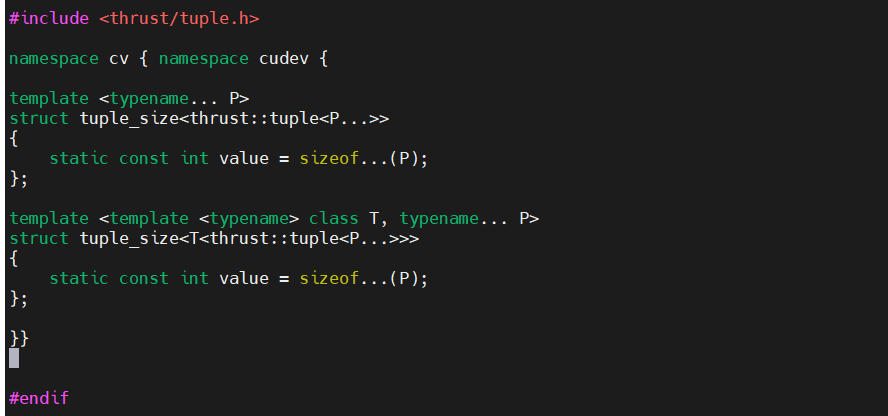 #include <thrust/tuple.h>
namespace cv { namespace cudev {
template <typename... P>
struct tuple_size<thrust::tuple<P...>>
{
    static const int value = sizeof...(P);
};
template <template <typename> class T, typename... P>
struct tuple_size<T<thrust::tuple<P...>>>
{
    static const int value = sizeof...(P);
};
}}
#endif